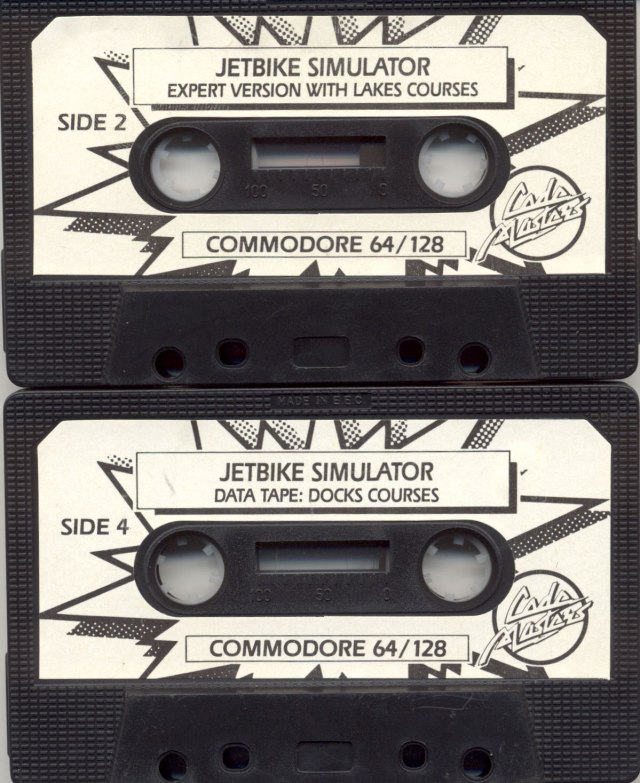 JETBIKE SIMULATOR
EXPERT VERSION WITH LAKES COURSES
SIDE 2
100 50 0
Code
Masters
COMMODORE 64/128
MADE IN E.E.C
JETBIKE SIMULATOR
DATA TAPE: DOCKS COURSES
SIDE 4
100 50 0
Code
Masters
COMMODORE 64/128